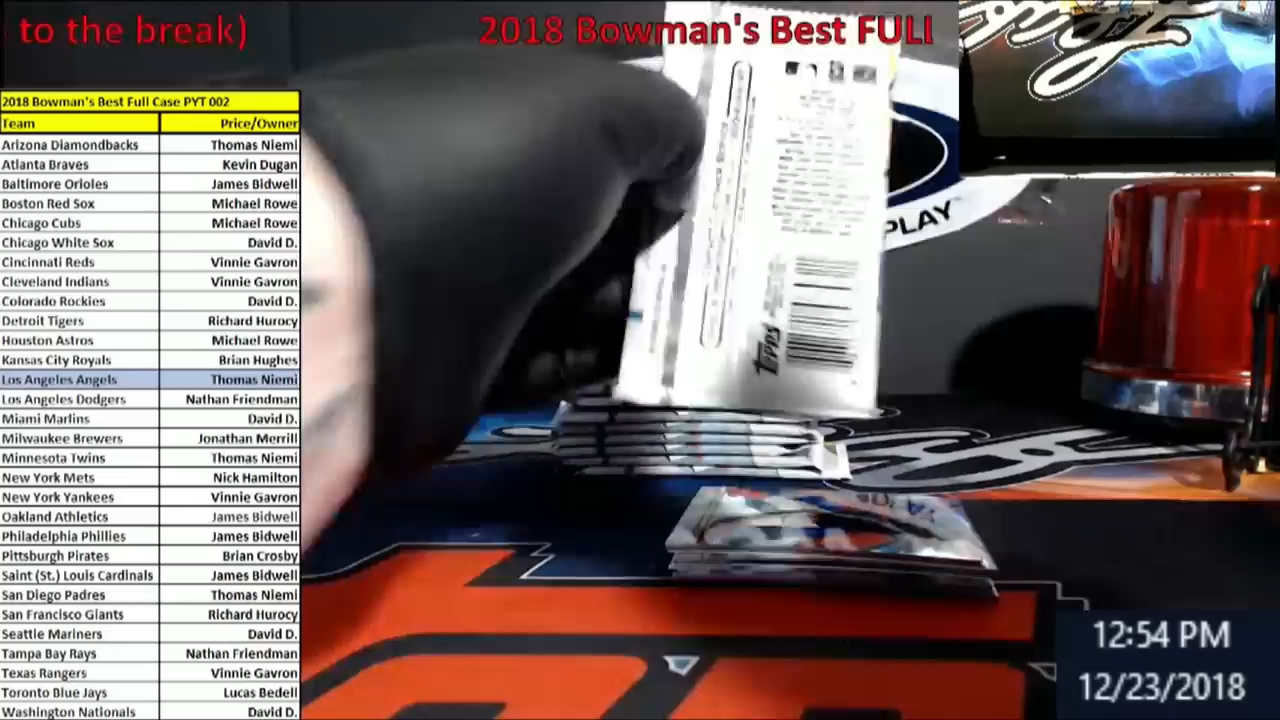 to the break)
2018 Bowman's Best FULL
2018 Bowman's Best Full Case PYT 002
Team Price/Owner
Arizona Diamondbacks Thomas Niemi
Atlanta Braves Kevin Dugan
Baltimore Orioles James Bidwell
Boston Red Sox Michael Rowe
Chicago Cubs Michael Rowe
Chicago White Sox David D.
Cincinnati Reds Vinnie Gavron
Cleveland Indians Vinnie Gavron
Colorado Rockies David D.
Detroit Tigers Richard Hurocy
Houston Astros Michael Rowe
Kansas City Royals Brian Hughes
Los Angeles Angels Thomas Niemi
Los Angeles Dodgers Nathan Friendman
Miami Marlins David D.
Milwaukee Brewers Jonathan Merrill
Minnesota Twins Thomas Niemi
New York Mets Nick Hamilton
New York Yankees Vinnie Gavron
Oakland Athletics James Bidwell
Philadelphia Phillies James Bidwell
Pittsburgh Pirates Brian Crosby
Saint (St.) Louis Cardinals James Bidwell
San Diego Padres Thomas Niemi
San Francisco Giants Richard Hurocy
Seattle Mariners David D.
Tampa Bay Rays Nathan Friendman
Texas Rangers Vinnie Gavron
Toronto Blue Jays Lucas Bedell
Washington Nationals David D.
Topps
PLAY
12:54 PM
12/23/2018